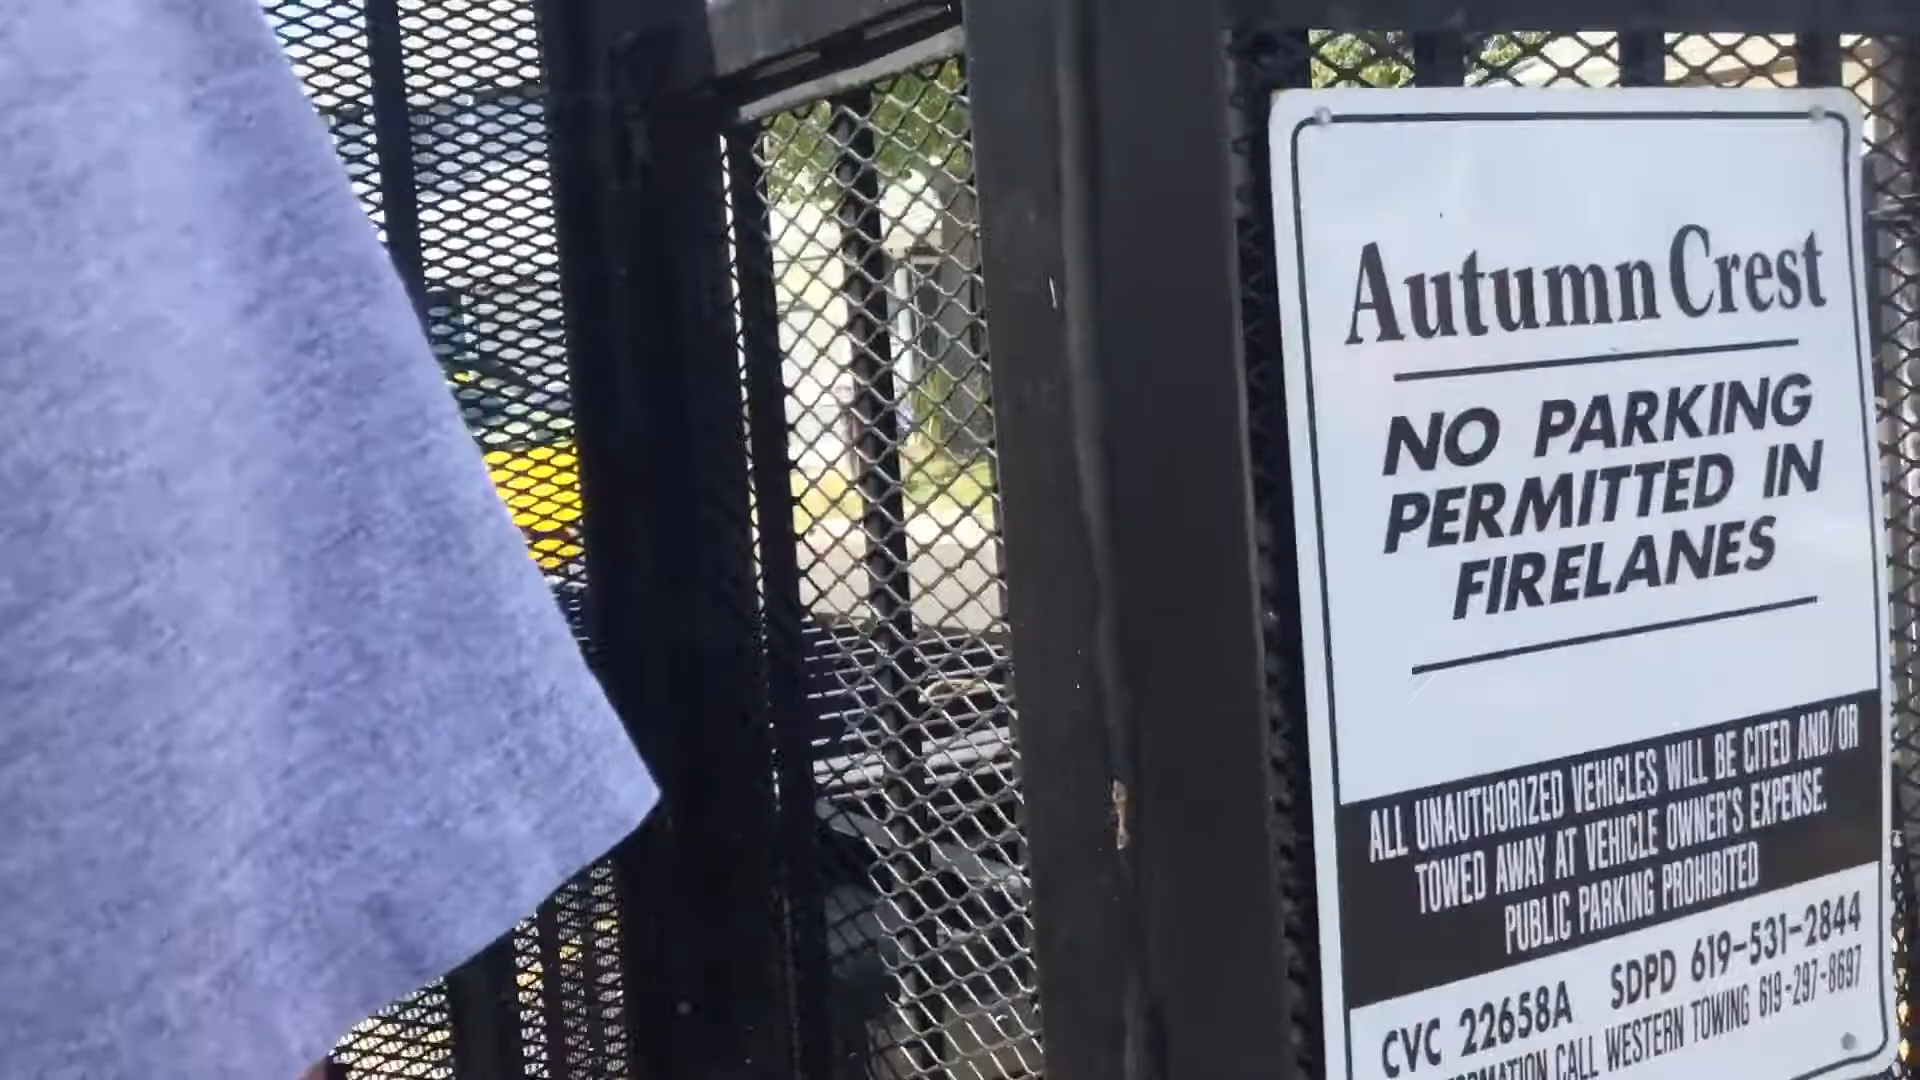 Autumn Crest
NO PARKING
PERMITTED IN
FIRELANES
ALL UNAUTHORIZED VEHICLES WILL BE CITED AND/OR
TOWED AWAY AT VEHICLE OWNER'S EXPENSE.
PUBLIC PARKING PROHIBITED
CVC 22658A SDPD 619-531-2844
CALL WESTERN TOWING 619-297-8697